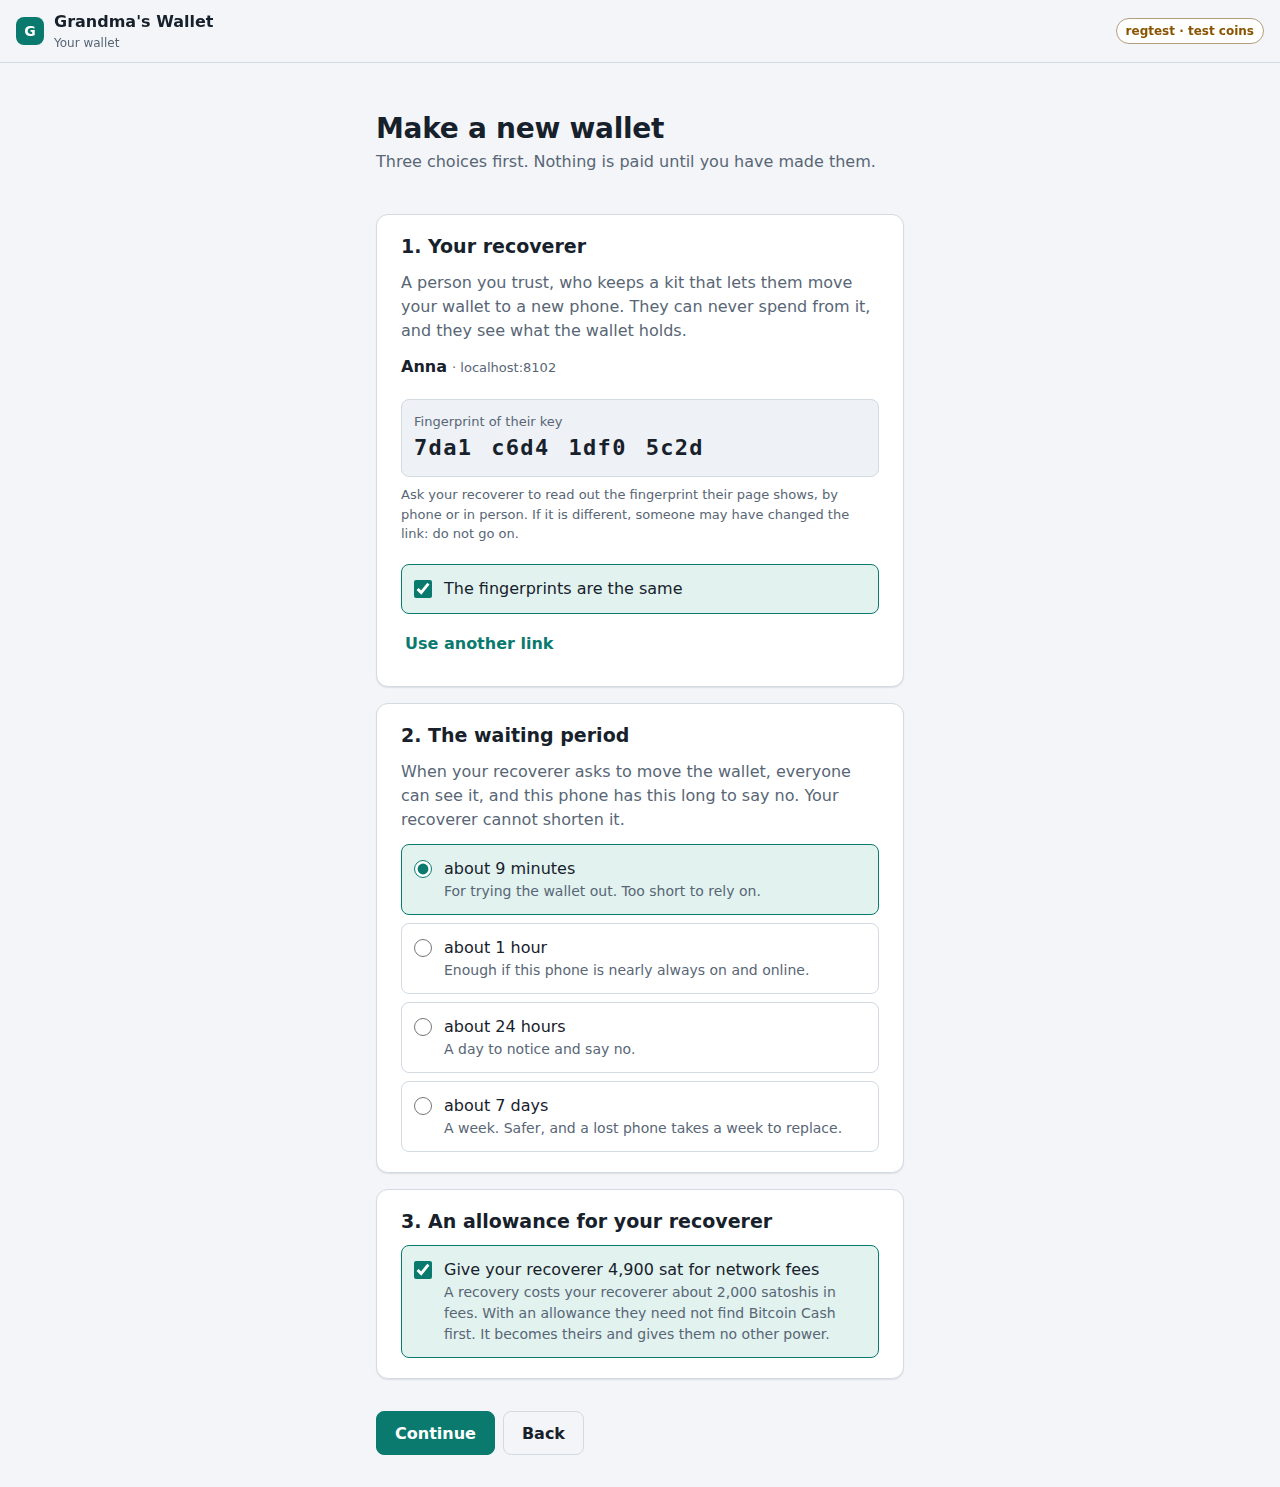 G
Grandma's Wallet
Your wallet
regtest · test coins
Make a new wallet
Three choices first. Nothing is paid until you have made them.
1. Your recoverer
A person you trust, who keeps a kit that lets them move
your wallet to a new phone. They can never spend from it,
and they see what the wallet holds.
Anna · localhost:8102
Fingerprint of their key
7da1 c6d4 1df0 5c2d
Ask your recoverer to read out the fingerprint their page shows, by
phone or in person. If it is different, someone may have changed the
link: do not go on.
The fingerprints are the same
Use another link
2. The waiting period
When your recoverer asks to move the wallet, everyone
can see it, and this phone has this long to say no. Your
recoverer cannot shorten it.
about 9 minutes
For trying the wallet out. Too short to rely on.
about 1 hour
Enough if this phone is nearly always on and online.
about 24 hours
A day to notice and say no.
about 7 days
A week. Safer, and a lost phone takes a week to replace.
3. An allowance for your recoverer
Give your recoverer 4,900 sat for network fees
A recovery costs your recoverer about 2,000 satoshis in
fees. With an allowance they need not find Bitcoin Cash
first. It becomes theirs and gives them no other power.
Continue
Back